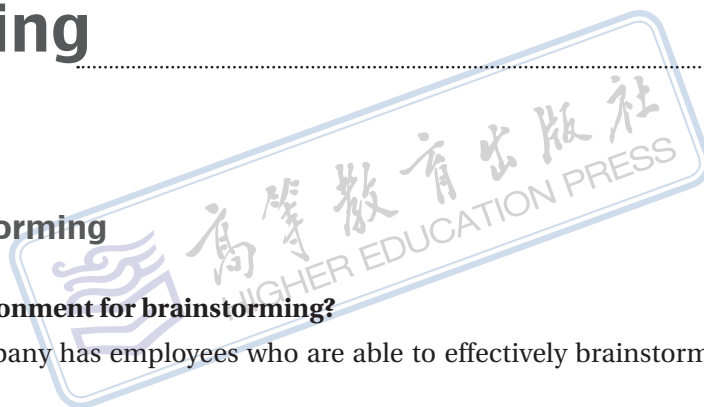 ing
orming
高等教育出版社
HIGHER EDUCATION PRESS
onment for brainstorming?
pany has employees who are able to effectively brainstorm